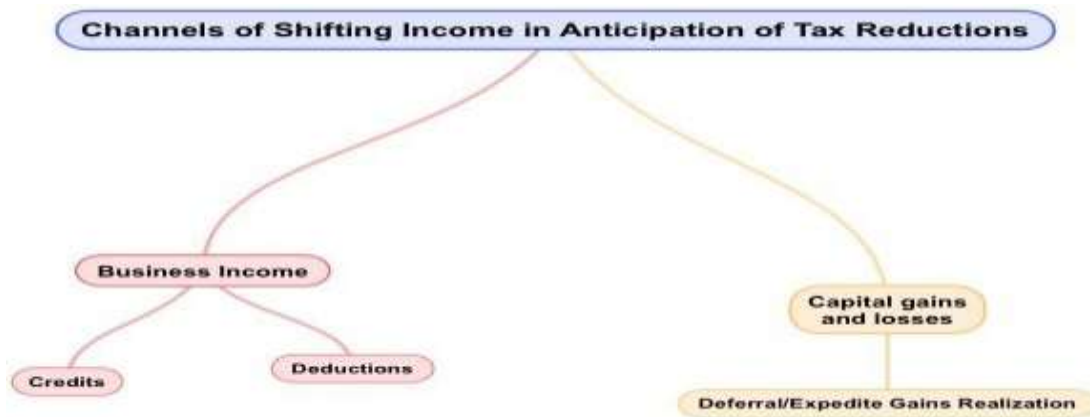 Channels of Shifting Income in Anticipation of Tax Reductions
Business Income
Capital gains
and losses
Credits
Deductions
Deferral/Expedite Gains Realization